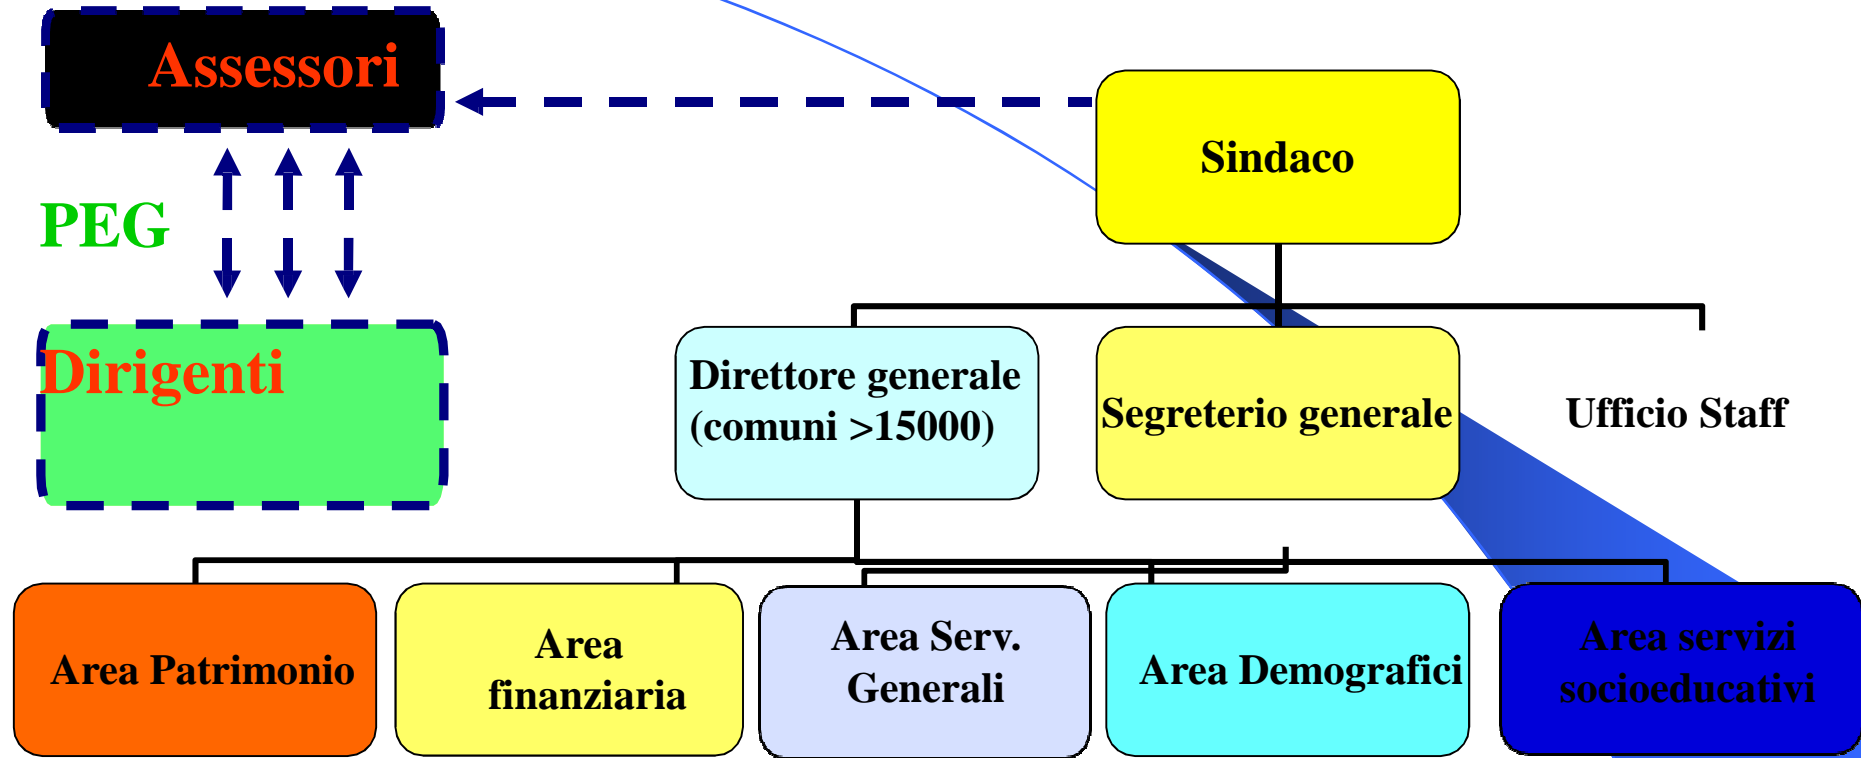 Assessori
Sindaco
PEG
Dirigenti
Direttore generale
(comuni >15000)
Segreterio generale
Ufficio Staff
Area Patrimonio
Area
finanziaria
Area Serv.
Generali
Area Demografici
Area servizi
socioeducativi